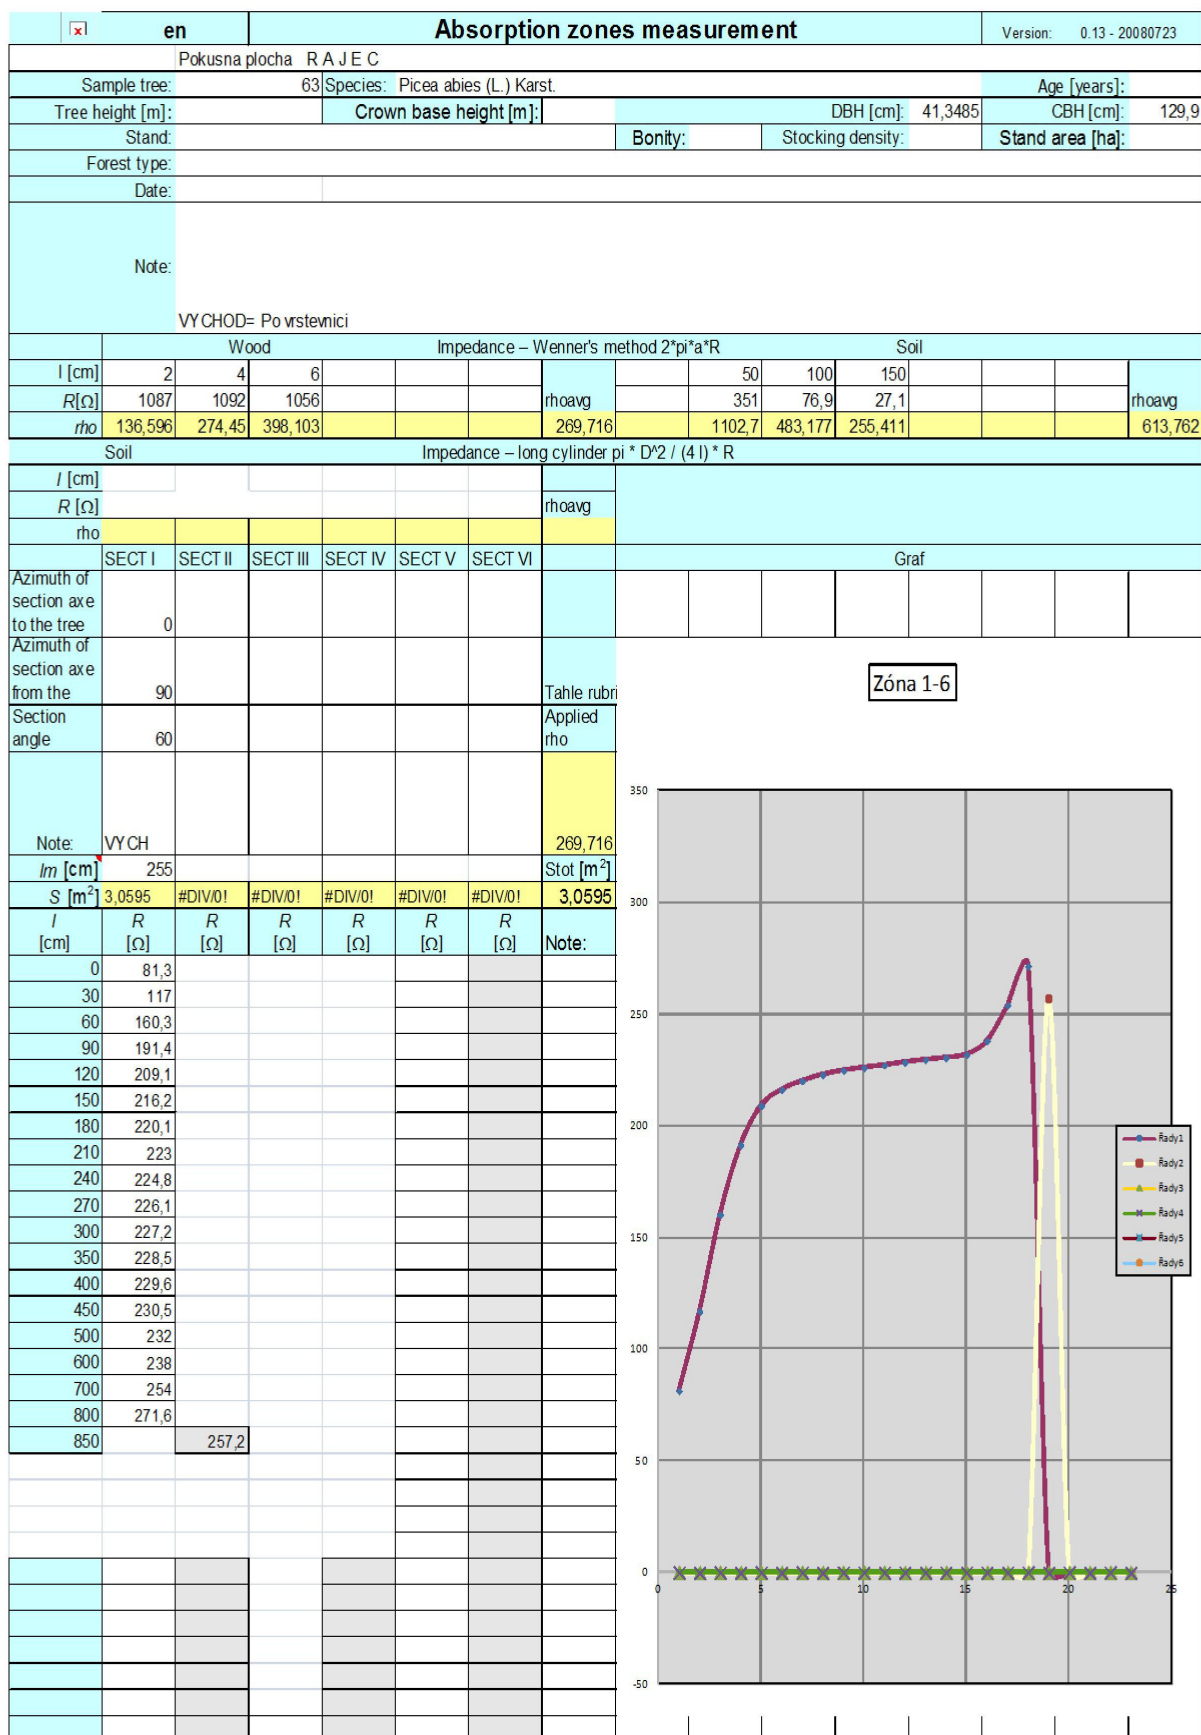 en Absorption zones measurement Version: 0.13 - 20080723
Pokusna plocha R A J E C
Sample tree: 63 Species: Picea abies (L.) Karst. Age [years]:
Tree height [m]: Crown base height [m]: DBH [cm]: 41,3485 CBH [cm]: 129,9
Stand: Bonity: Stocking density: Stand area [ha]:
Forest type:
Date:
Note:
VYCHOD= Po vrstevnici
Wood Impedance – Wenner's method 2*pi*a*R Soil
l [cm] 2 4 6 50 100 150
R[Ω] 1087 1092 1056 rhoavg 351 76,9 27,1 rhoavg
rho 136,596 274,45 398,103 269,716 1102,7 483,177 255,411 613,762
Soil Impedance – long cylinder pi * D^2 / (4 l) * R
l [cm]
R [Ω] rhoavg
rho
SECT I SECT II SECT III SECT IV SECT V SECT VI Graf
Azimuth of
section axe
to the tree 0
Azimuth of
section axe
from the 90 Tahle rubri
Section Applied
angle 60 rho
Note: VYCH 269,716
lm [cm] 255 Stot [m²]
S [m²] 3,0595 #DIV/0! #DIV/0! #DIV/0! #DIV/0! #DIV/0! 3,0595
l R R R R R R
[cm] [Ω] [Ω] [Ω] [Ω] [Ω] [Ω] Note:
0 81,3
30 117
60 160,3
90 191,4
120 209,1
150 216,2
180 220,1
210 223
240 224,8
270 226,1
300 227,2
350 228,5
400 229,6
450 230,5
500 232
600 238
700 254
800 271,6
850 257,2
Zóna 1-6
350
300
250
200
150
100
50
0
-50
0 5 10 15 20 25
Řady1
Řady2
Řady3
Řady4
Řady5
Řady6